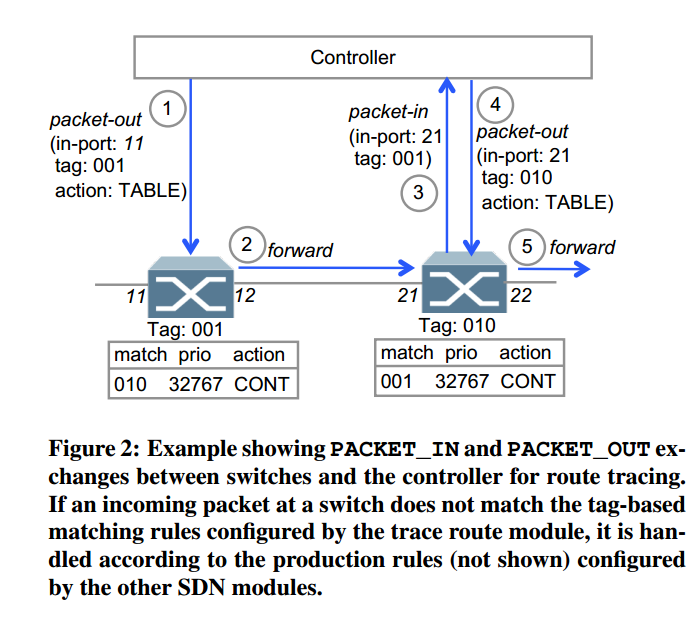 Controller
1
packet-out
(in-port: 11
tag: 001
action: TABLE)
packet-in
(in-port: 21
tag: 001)
3
4
packet-out
(in-port: 21
tag: 010
action: TABLE)
2 forward
5 forward
11
12
21
22
Tag: 001
match prio action
010 32767 CONT
Tag: 010
match prio action
001 32767 CONT
Figure 2: Example showing PACKET_IN and PACKET_OUT ex-
changes between switches and the controller for route tracing.
If an incoming packet at a switch does not match the tag-based
matching rules configured by the trace route module, it is han-
dled according to the production rules (not shown) configured
by the other SDN modules.